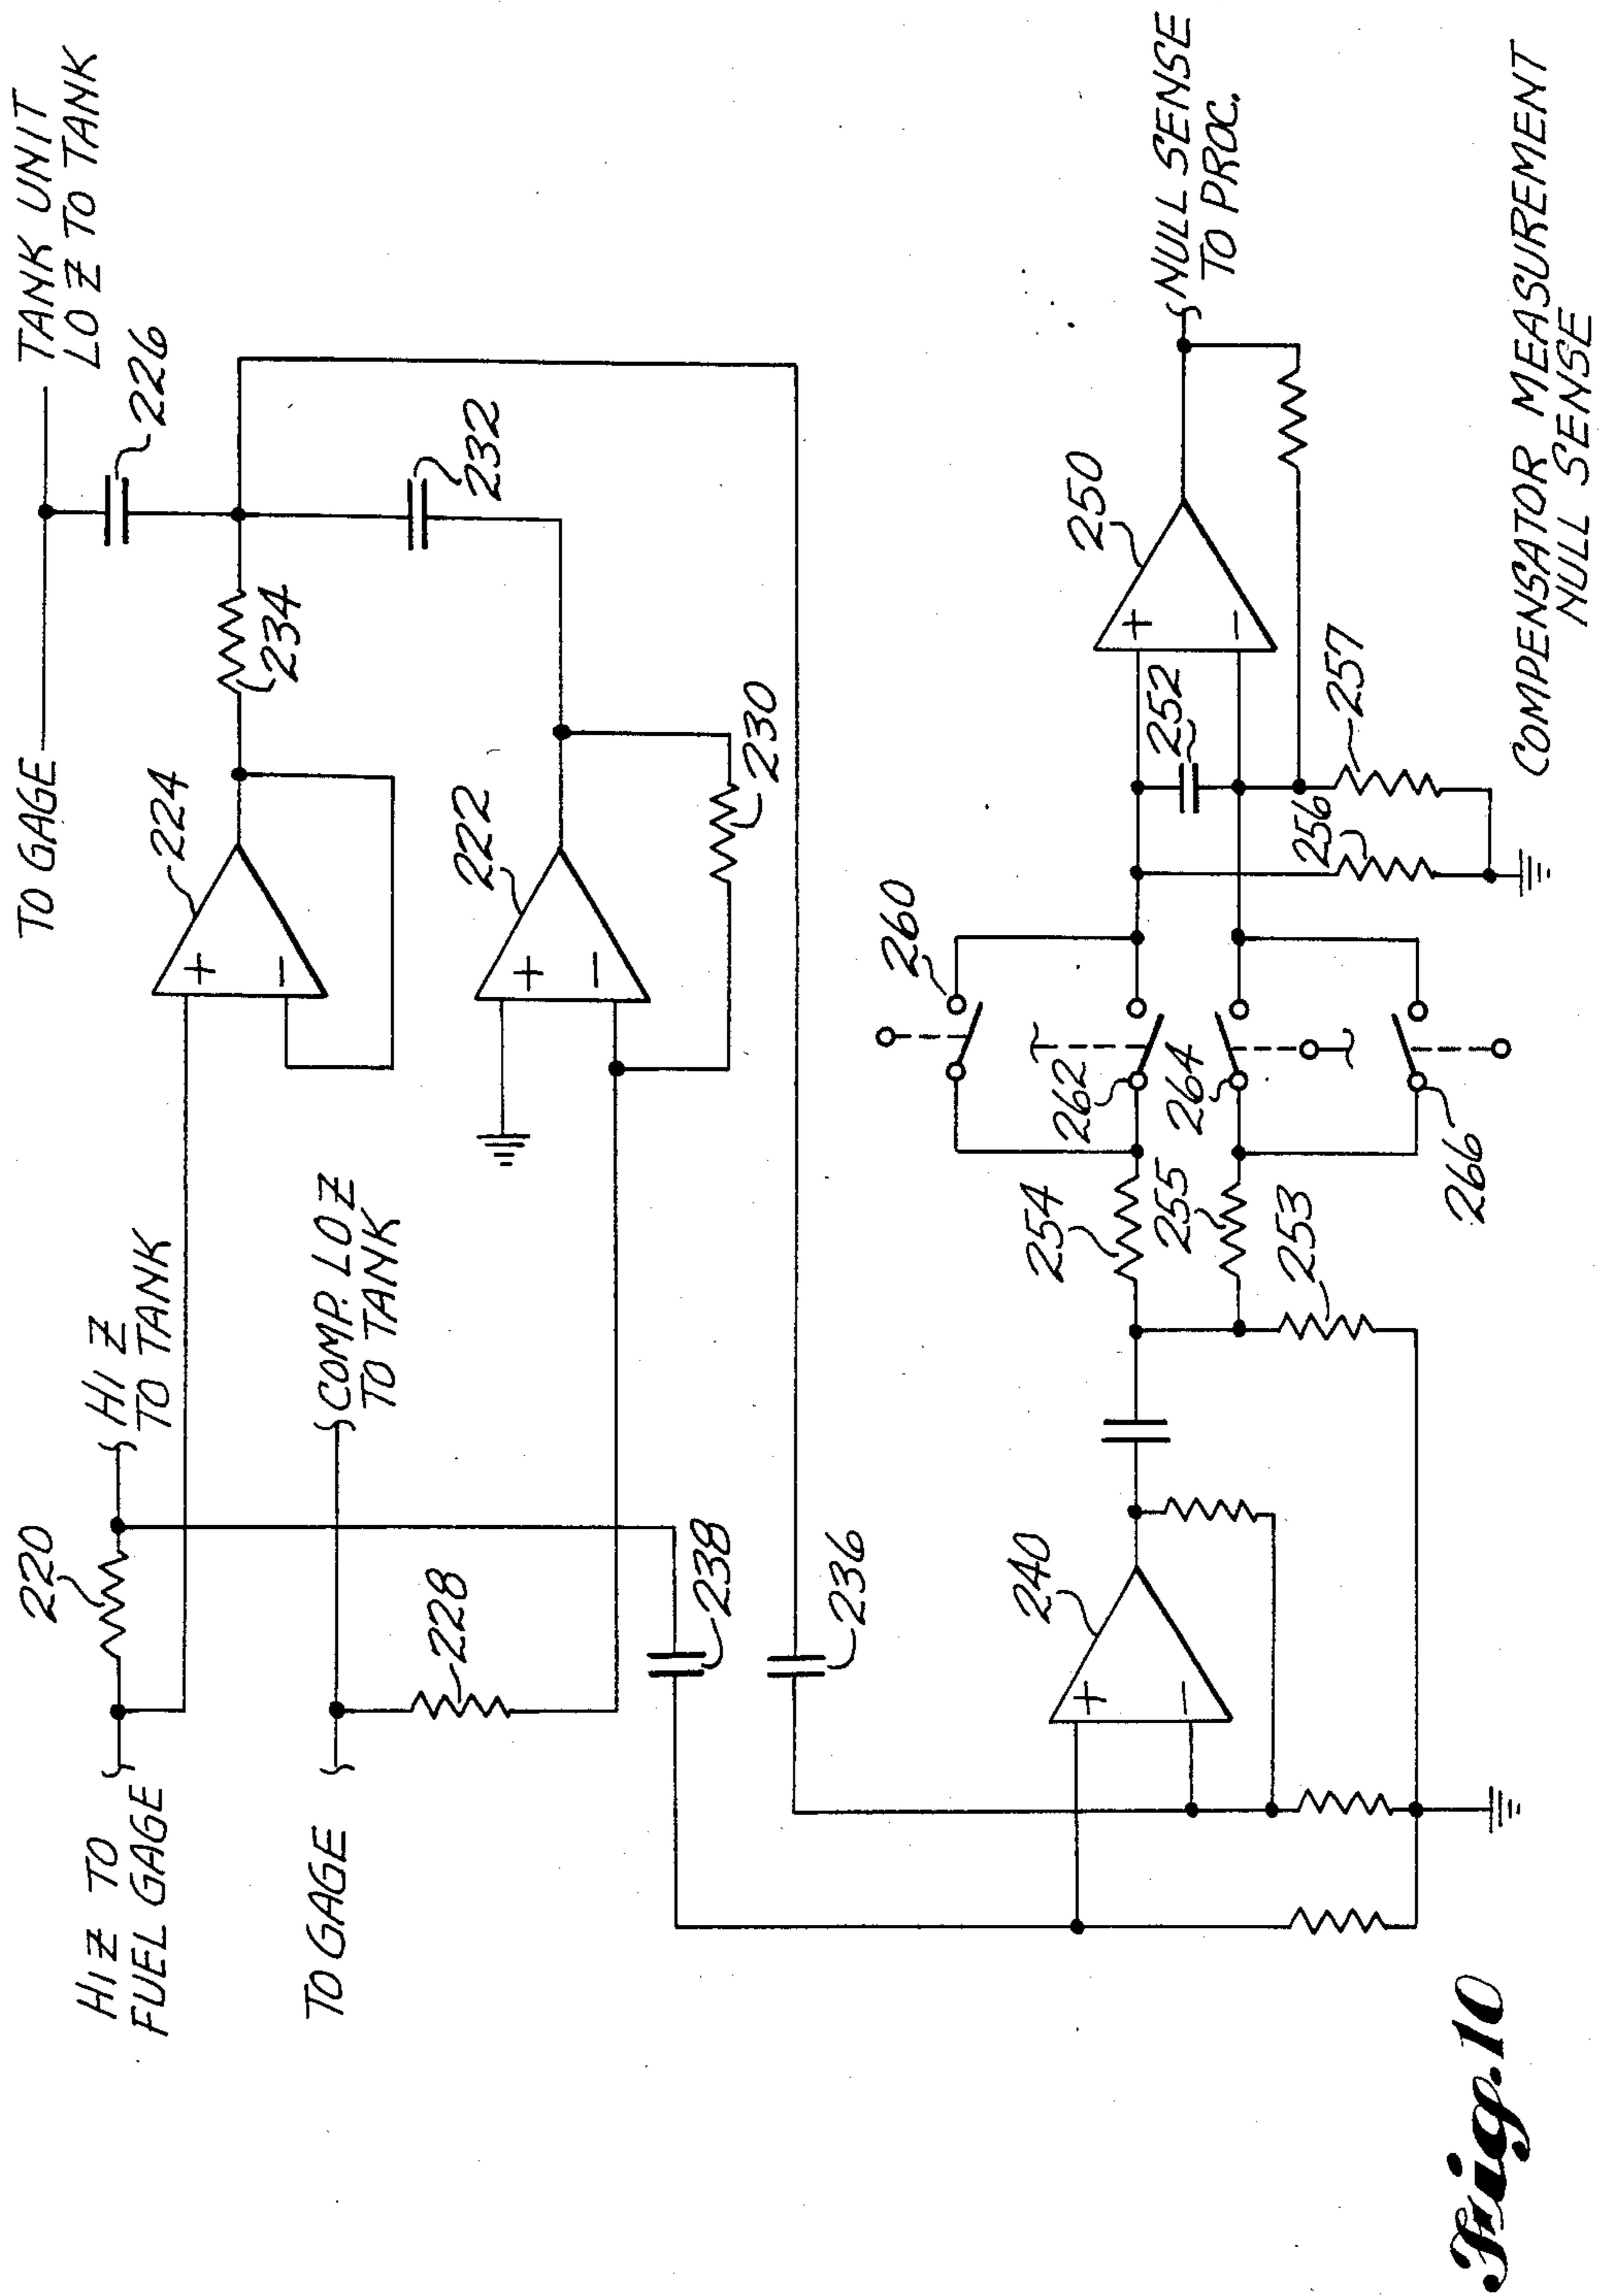 TO GAGE
TANK UNIT
LO Z TO TANK
226
224
234
232
222
230
220
HI Z TO
FUEL GAGE
HI Z
TO TANK
TO GAGE
COMP. LO Z
TO TANK
228
238
236
240
254
255
253
260
262
264
266
252
256
257
250
+
−
+
−
+
−
+
−
NULL SENSE
TO PROC.
COMPENSATOR MEASUREMENT
NULL SENSE
Fig. 10